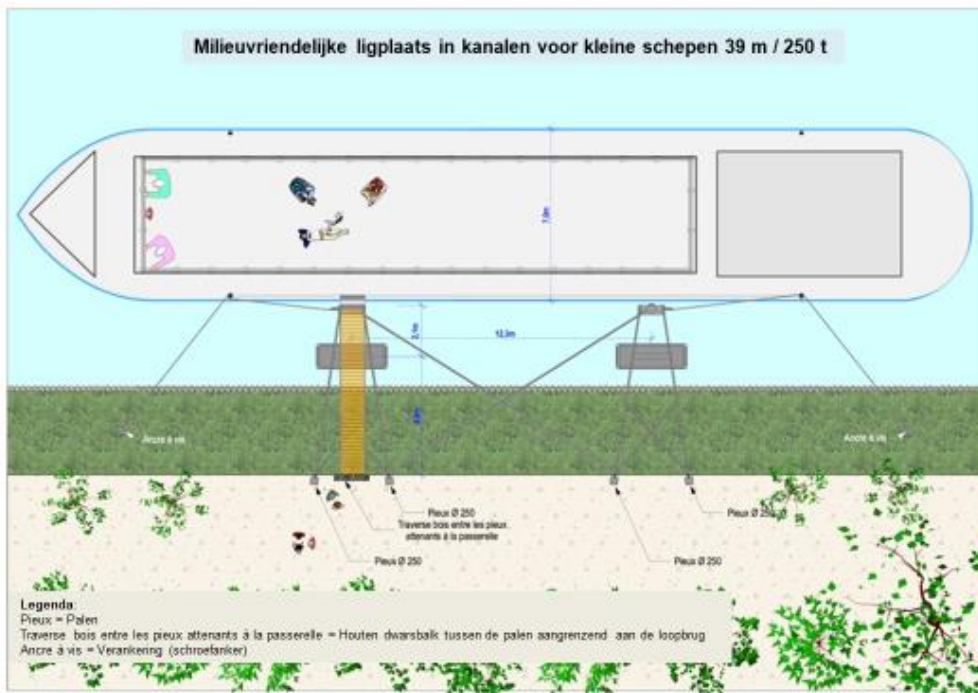 Milieuvriendelijke ligplaats in kanalen voor kleine schepen 39 m / 250 t
2,1m
12,5m
Ancre à vis
Ancre à vis
Pieux Ø 250
Traverse bois entre les pieux
attenants à la passerelle
Pieux Ø 250
Pieux Ø 250
Pieux Ø 250
Legenda:
Pieux = Palen
Traverse bois entre les pieux attenants à la passerelle = Houten dwarsbalk tussen de palen aangrenzend aan de loopbrug
Ancre à vis = Verankering (schroefanker)